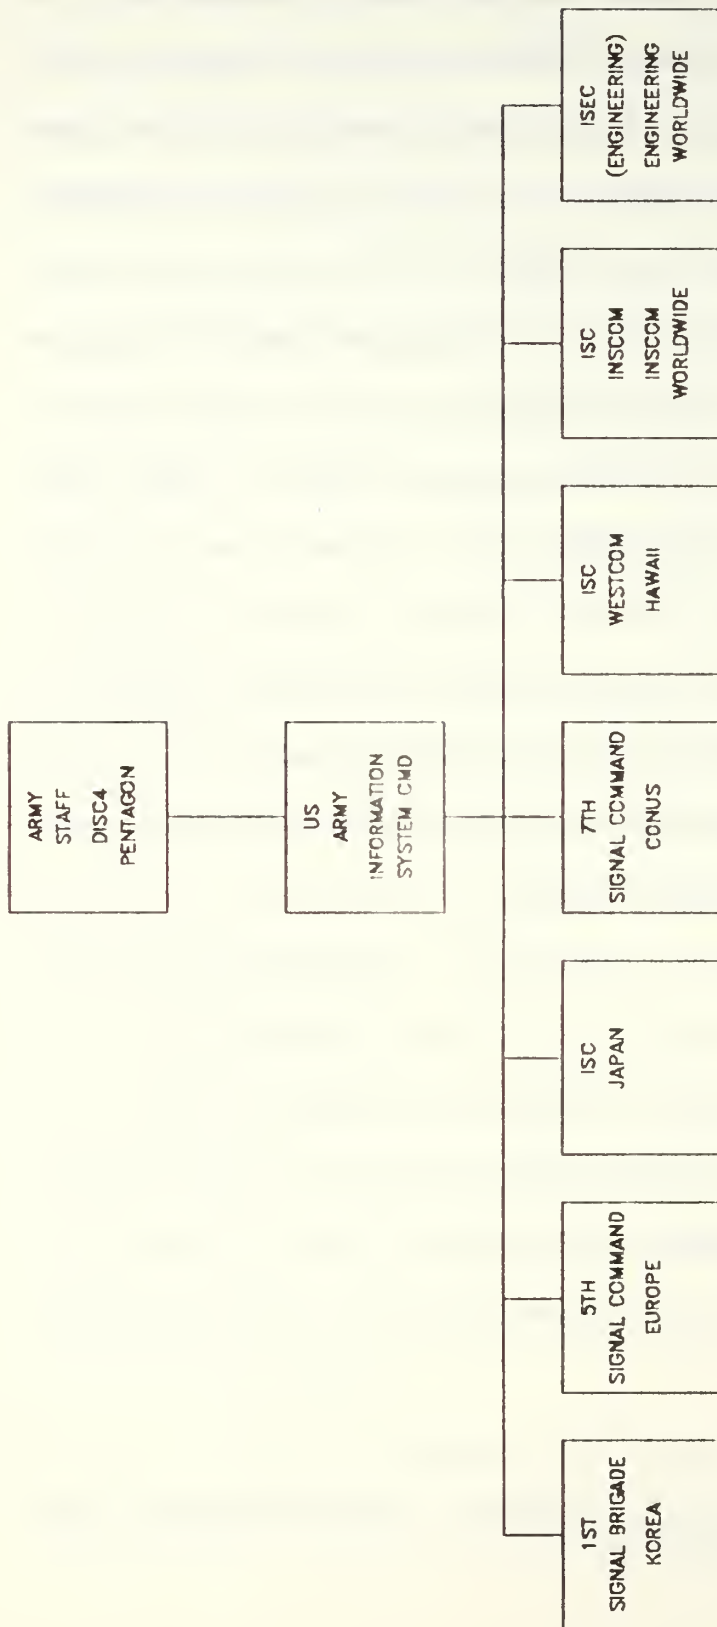 ARMY
STAFF
DISC4
PENTAGON
US
ARMY
INFORMATION
SYSTEM CMD
1ST
SIGNAL BRIGADE
KOREA
5TH
SIGNAL COMMAND
EUROPE
ISC
JAPAN
7TH
SIGNAL COMMAND
CONUS
ISC
WESTCOM
HAWAII
ISC
INSCOM
INSCOM
WORLDWIDE
ISEC
(ENGINEERING)
ENGINEERING
WORLDWIDE